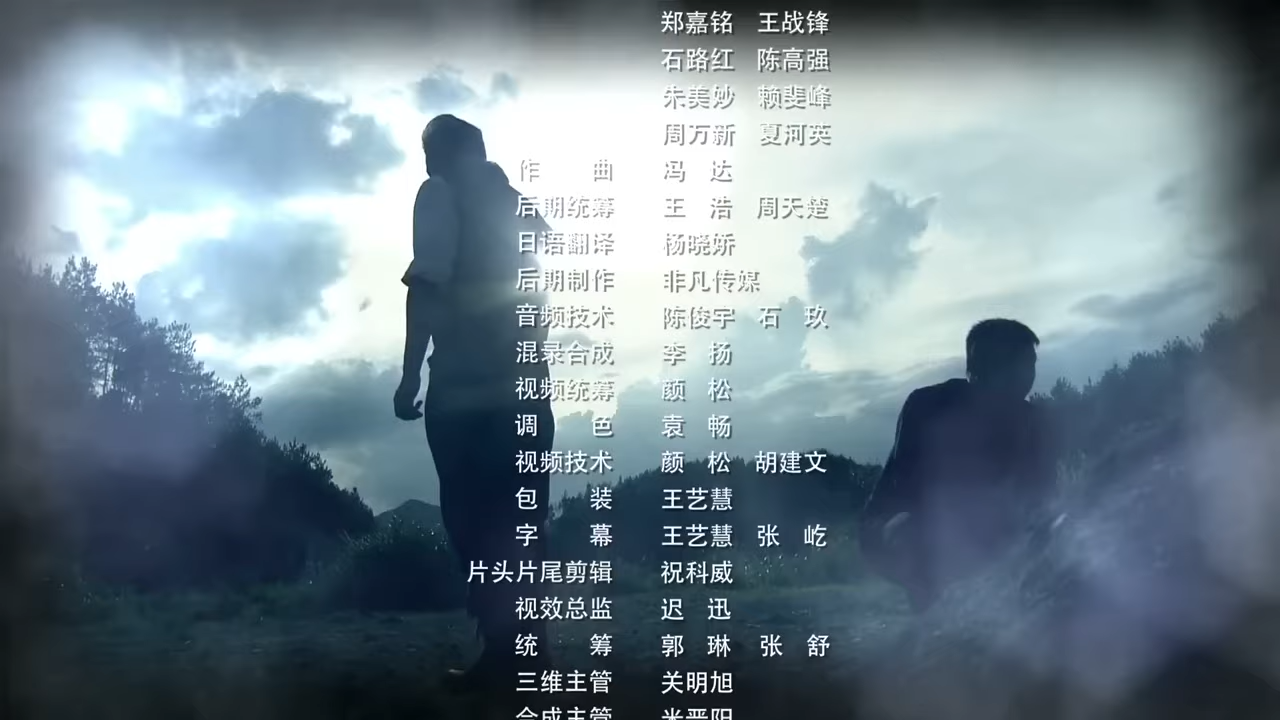 郑嘉铭 王战锋
石路红 陈高强
朱美妙 赖斐峰
周万新 夏河英
作曲 冯达
后期统筹 王浩 周天楚
日语翻译 杨晓娇
后期制作 非凡传媒
音频技术 陈俊宇 石玖
混录合成 李扬
视频统筹 颜松
调色 袁畅
视频技术 颜松 胡建文
包装 王艺慧
字幕 王艺慧 张屹
片头片尾剪辑 祝科威
视效总监 迟迅
统筹 郭琳 张舒
三维主管 关明旭
合成主管